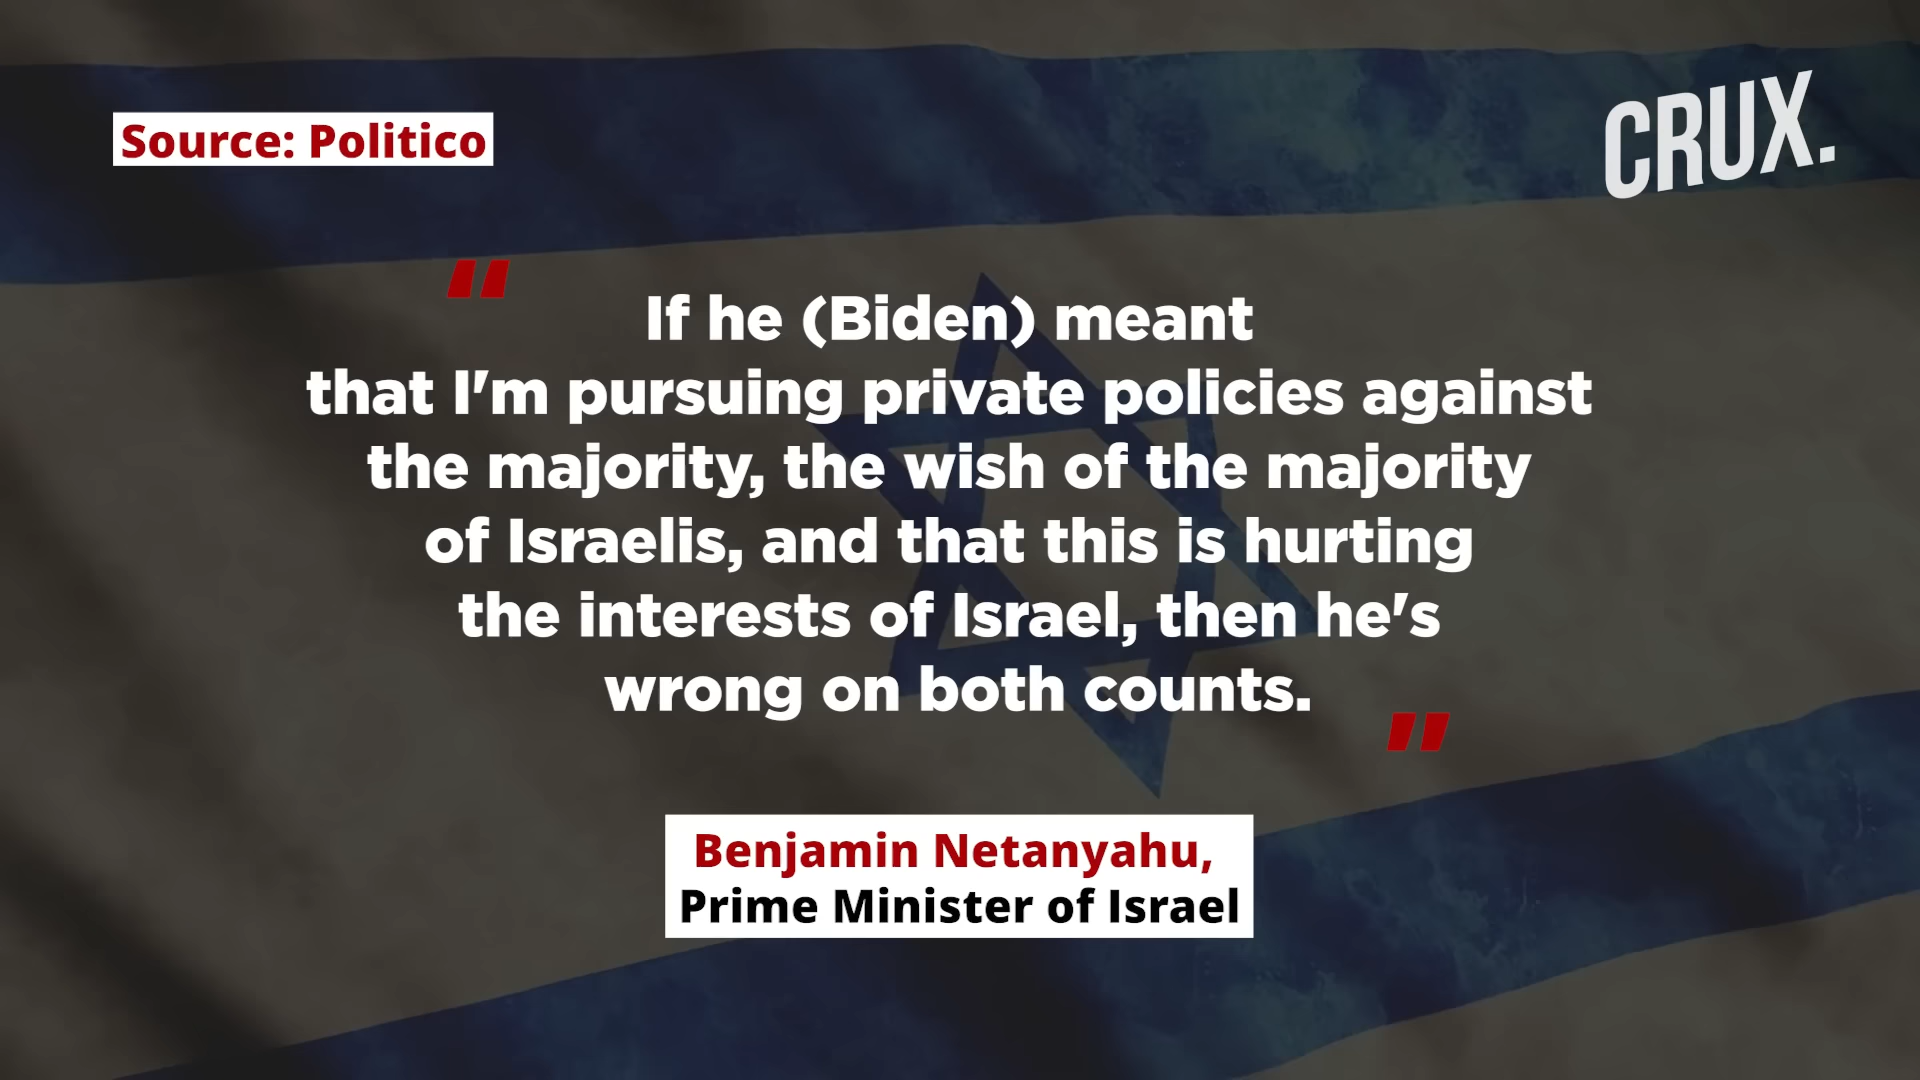 Source: Politico
CRUX.
“
If he (Biden) meant
that I'm pursuing private policies against
the majority, the wish of the majority
of Israelis, and that this is hurting
the interests of Israel, then he's
wrong on both counts.
”
Benjamin Netanyahu,
Prime Minister of Israel